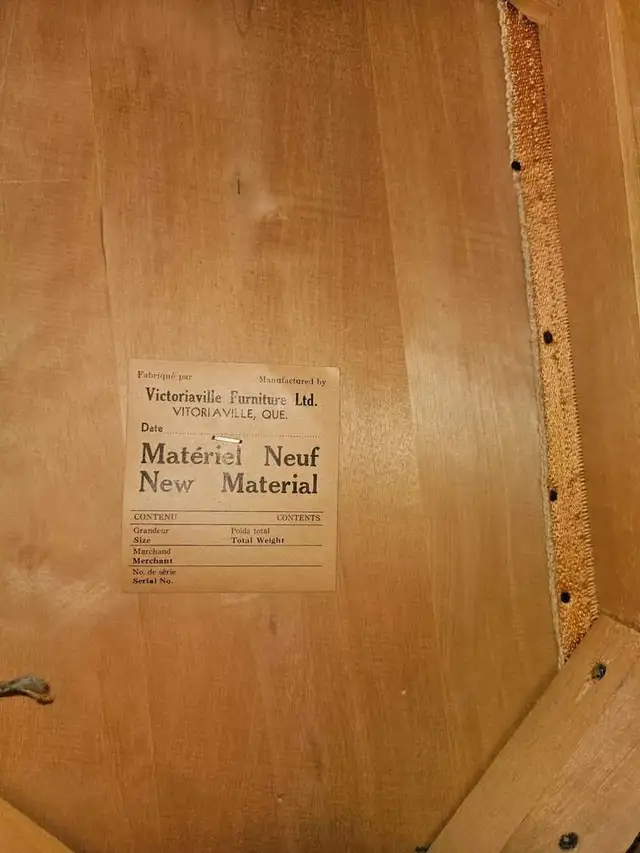 Fabriqué par Manufactured by
Victoriaville Furniture Ltd.
VITORIAVILLE, QUE.
Date
Matériel Neuf
New Material
CONTENU CONTENTS
Grandeur Poids total
Size Total Weight
Marchand
Merchant
No. de série
Serial No.